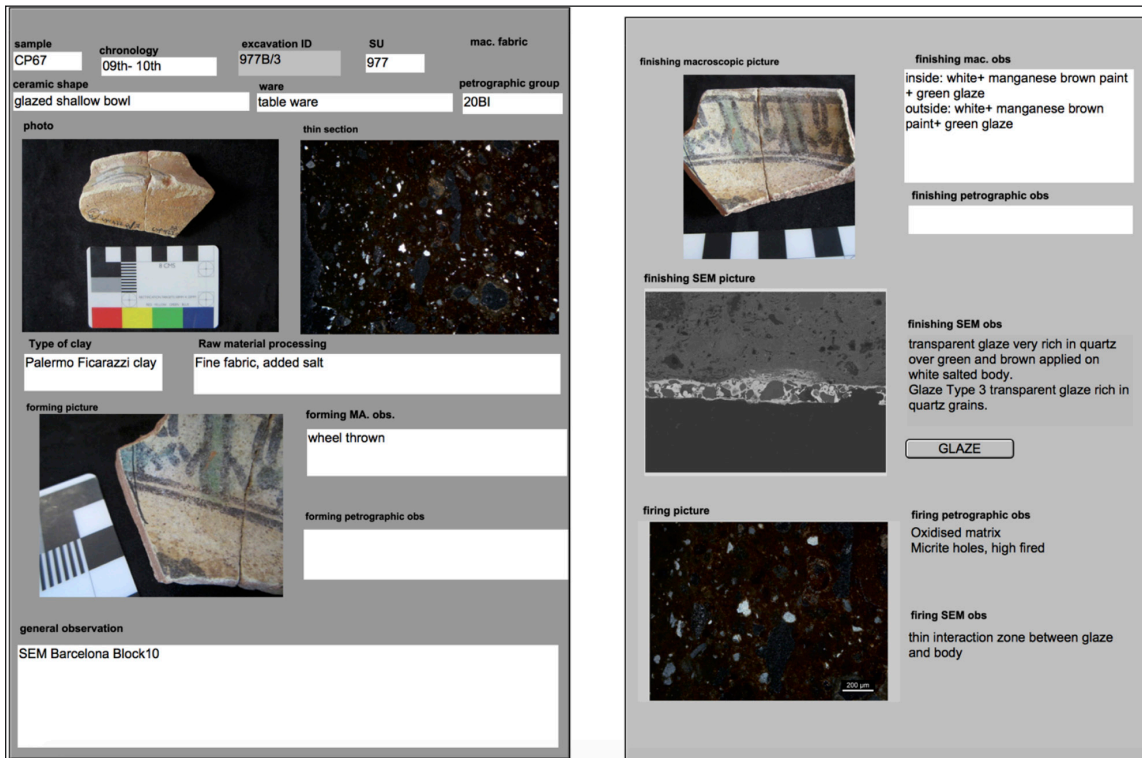 sample
chronology
excavation ID
SU
mac. fabric
CP67
09th- 10th
977B/3
977
ceramic shape
ware
petrographic group
glazed shallow bowl
table ware
20BI
photo
thin section
8 CMS
Type of clay
Raw material processing
Palermo Ficarazzi clay
Fine fabric, added salt
forming picture
forming MA. obs.
wheel thrown
forming petrographic obs
general observation
SEM Barcelona Block10
finishing macroscopic picture
finishing mac. obs
inside: white+ manganese brown paint
+ green glaze
outside: white+ manganese brown
paint+ green glaze
finishing petrographic obs
finishing SEM picture
finishing SEM obs
transparent glaze very rich in quartz
over green and brown applied on
white salted body.
Glaze Type 3 transparent glaze rich in
quartz grains.
GLAZE
firing picture
firing petrographic obs
Oxidised matrix
Micrite holes, high fired
firing SEM obs
thin interaction zone between glaze
and body
200 µm